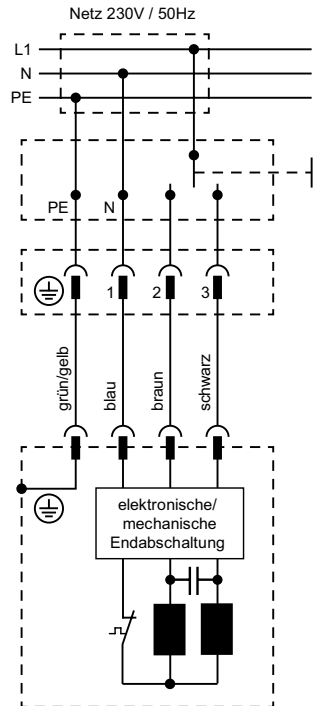 Netz 230V / 50Hz
L1
N
PE
PE N
1 2 3
grün/gelb
blau
braun
schwarz
elektronische/
mechanische
Endabschaltung